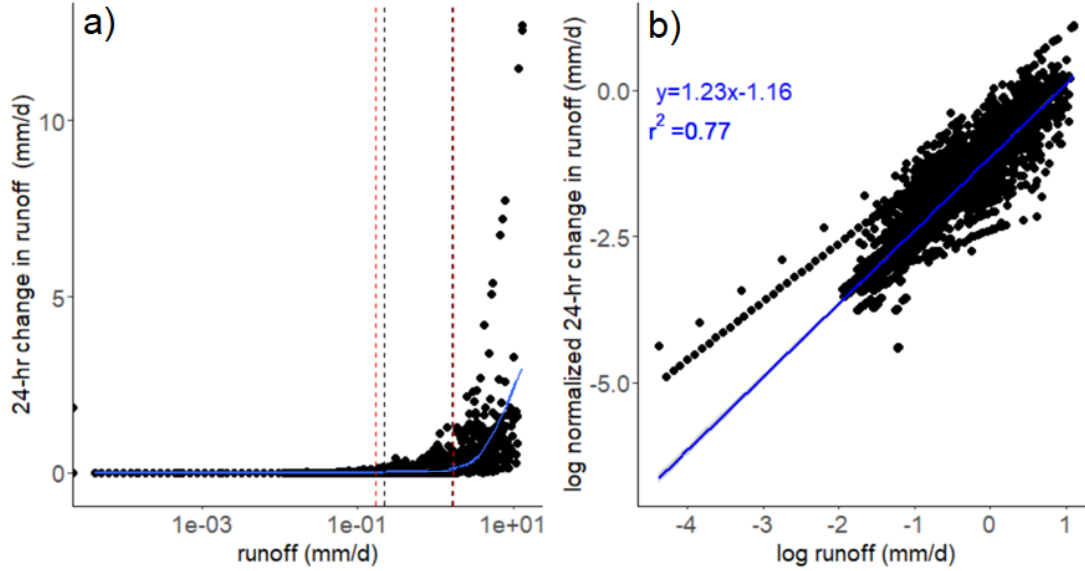 a)
24-hr change in runoff  (mm/d)
10
5
0
1e-03
1e-01
1e+01
runoff (mm/d)
b)
log normalized 24-hr change in runoff (mm/d)
y=1.23x-1.16
r² =0.77
0.0
-2.5
-5.0
-4
-3
-2
-1
0
1
log runoff (mm/d)